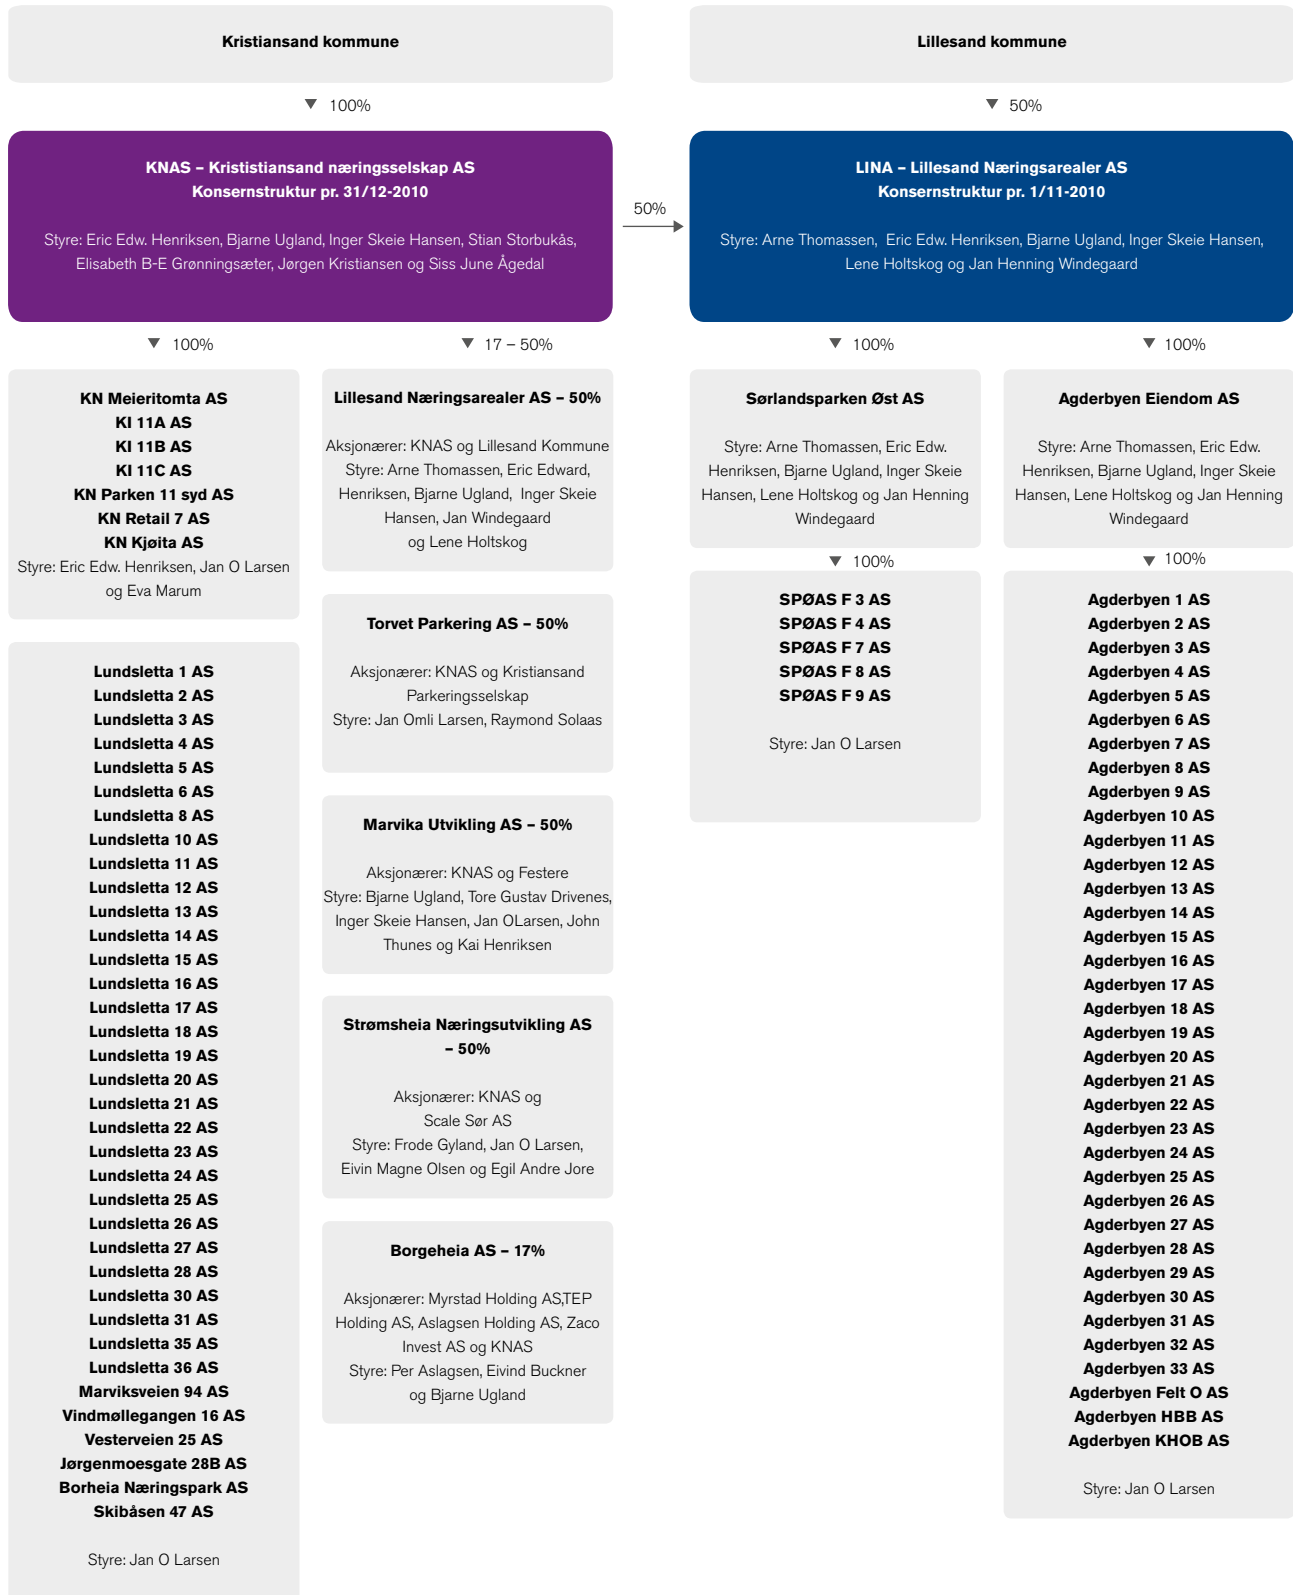 Kristiansand kommune
▼ 100%
KNAS – Krististiansand næringsselskap AS
Konsernstruktur pr. 31/12-2010
Styre: Eric Edw. Henriksen, Bjarne Ugland, Inger Skeie Hansen, Stian Storbukås,
Elisabeth B-E Grønningsæter, Jørgen Kristiansen og Siss June Ågedal
50%
Lillesand kommune
▼ 50%
LINA – Lillesand Næringsarealer AS
Konsernstruktur pr. 1/11-2010
Styre: Arne Thomassen, Eric Edw. Henriksen, Bjarne Ugland, Inger Skeie Hansen,
Lene Holtskog og Jan Henning Windegaard
▼ 100%
KN Meieritomta AS
KI 11A AS
KI 11B AS
KI 11C AS
KN Parken 11 syd AS
KN Retail 7 AS
KN Kjøita AS
Styre: Eric Edw. Henriksen, Jan O Larsen
og Eva Marum
Lundsletta 1 AS
Lundsletta 2 AS
Lundsletta 3 AS
Lundsletta 4 AS
Lundsletta 5 AS
Lundsletta 6 AS
Lundsletta 8 AS
Lundsletta 10 AS
Lundsletta 11 AS
Lundsletta 12 AS
Lundsletta 13 AS
Lundsletta 14 AS
Lundsletta 15 AS
Lundsletta 16 AS
Lundsletta 17 AS
Lundsletta 18 AS
Lundsletta 19 AS
Lundsletta 20 AS
Lundsletta 21 AS
Lundsletta 22 AS
Lundsletta 23 AS
Lundsletta 24 AS
Lundsletta 25 AS
Lundsletta 26 AS
Lundsletta 27 AS
Lundsletta 28 AS
Lundsletta 30 AS
Lundsletta 31 AS
Lundsletta 35 AS
Lundsletta 36 AS
Marviksveien 94 AS
Vindmøllegangen 16 AS
Vesterveien 25 AS
Jørgenmoesgate 28B AS
Borheia Næringspark AS
Skibåsen 47 AS
Styre: Jan O Larsen
▼ 17 – 50%
Lillesand Næringsarealer AS – 50%
Aksjonærer: KNAS og Lillesand Kommune
Styre: Arne Thomassen, Eric Edward,
Henriksen, Bjarne Ugland, Inger Skeie
Hansen, Jan Windegaard
og Lene Holtskog
Torvet Parkering AS – 50%
Aksjonærer: KNAS og Kristiansand
Parkeringsselskap
Styre: Jan Omli Larsen, Raymond Solaas
Marvika Utvikling AS – 50%
Aksjonærer: KNAS og Festere
Styre: Bjarne Ugland, Tore Gustav Drivenes,
Inger Skeie Hansen, Jan OLarsen, John
Thunes og Kai Henriksen
Strømsheia Næringsutvikling AS
– 50%
Aksjonærer: KNAS og
Scale Sør AS
Styre: Frode Gyland, Jan O Larsen,
Eivin Magne Olsen og Egil Andre Jore
Borgeheia AS – 17%
Aksjonærer: Myrstad Holding AS,TEP
Holding AS, Aslagsen Holding AS, Zaco
Invest AS og KNAS
Styre: Per Aslagsen, Eivind Buckner
og Bjarne Ugland
▼ 100%
Sørlandsparken Øst AS
Styre: Arne Thomassen, Eric Edw.
Henriksen, Bjarne Ugland, Inger Skeie
Hansen, Lene Holtskog og Jan Henning
Windegaard
▼ 100%
SPØAS F 3 AS
SPØAS F 4 AS
SPØAS F 7 AS
SPØAS F 8 AS
SPØAS F 9 AS
Styre: Jan O Larsen
▼ 100%
Agderbyen Eiendom AS
Styre: Arne Thomassen, Eric Edw.
Henriksen, Bjarne Ugland, Inger Skeie
Hansen, Lene Holtskog og Jan Henning
Windegaard
▼ 100%
Agderbyen 1 AS
Agderbyen 2 AS
Agderbyen 3 AS
Agderbyen 4 AS
Agderbyen 5 AS
Agderbyen 6 AS
Agderbyen 7 AS
Agderbyen 8 AS
Agderbyen 9 AS
Agderbyen 10 AS
Agderbyen 11 AS
Agderbyen 12 AS
Agderbyen 13 AS
Agderbyen 14 AS
Agderbyen 15 AS
Agderbyen 16 AS
Agderbyen 17 AS
Agderbyen 18 AS
Agderbyen 19 AS
Agderbyen 20 AS
Agderbyen 21 AS
Agderbyen 22 AS
Agderbyen 23 AS
Agderbyen 24 AS
Agderbyen 25 AS
Agderbyen 26 AS
Agderbyen 27 AS
Agderbyen 28 AS
Agderbyen 29 AS
Agderbyen 30 AS
Agderbyen 31 AS
Agderbyen 32 AS
Agderbyen 33 AS
Agderbyen Felt O AS
Agderbyen HBB AS
Agderbyen KHOB AS
Styre: Jan O Larsen